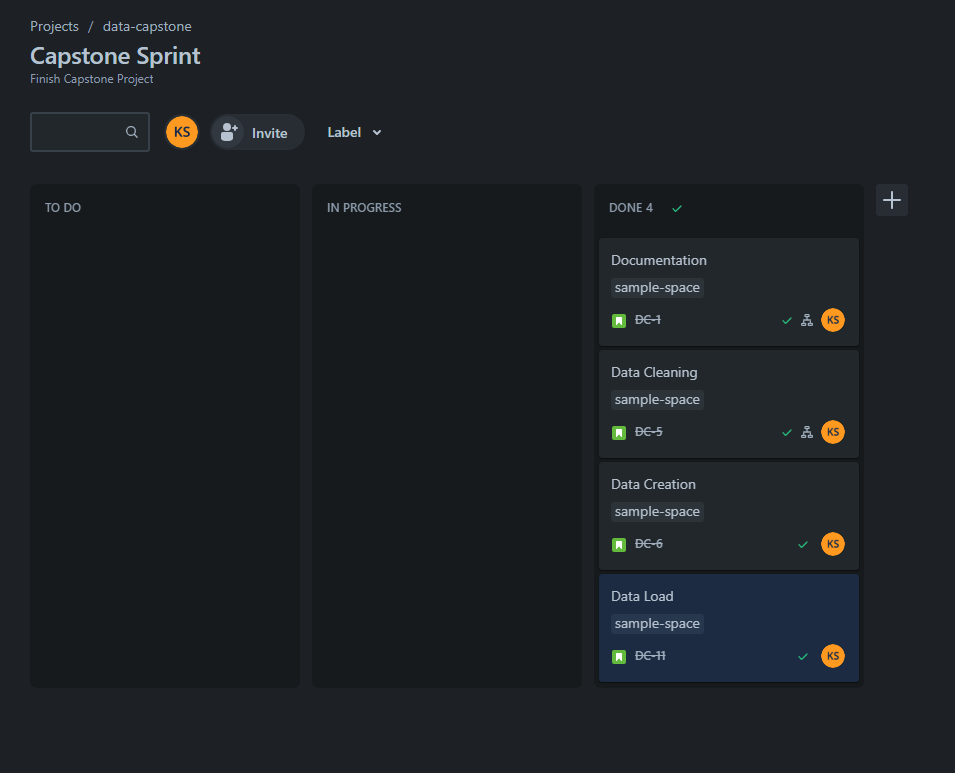 Projects / data-capstone
Capstone Sprint
Finish Capstone Project
KS Invite Label
TO DO
IN PROGRESS
DONE 4
Documentation
sample-space
DC-1 KS
Data Cleaning
sample-space
DC-5 KS
Data Creation
sample-space
DC-6 KS
Data Load
sample-space
DC-11 KS